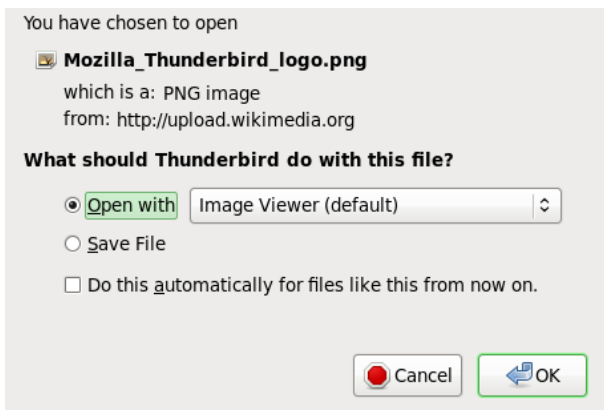 You have chosen to open
Mozilla_Thunderbird_logo.png
which is a: PNG image
from: http://upload.wikimedia.org
What should Thunderbird do with this file?
Open with Image Viewer (default)
Save File
Do this automatically for files like this from now on.
Cancel OK